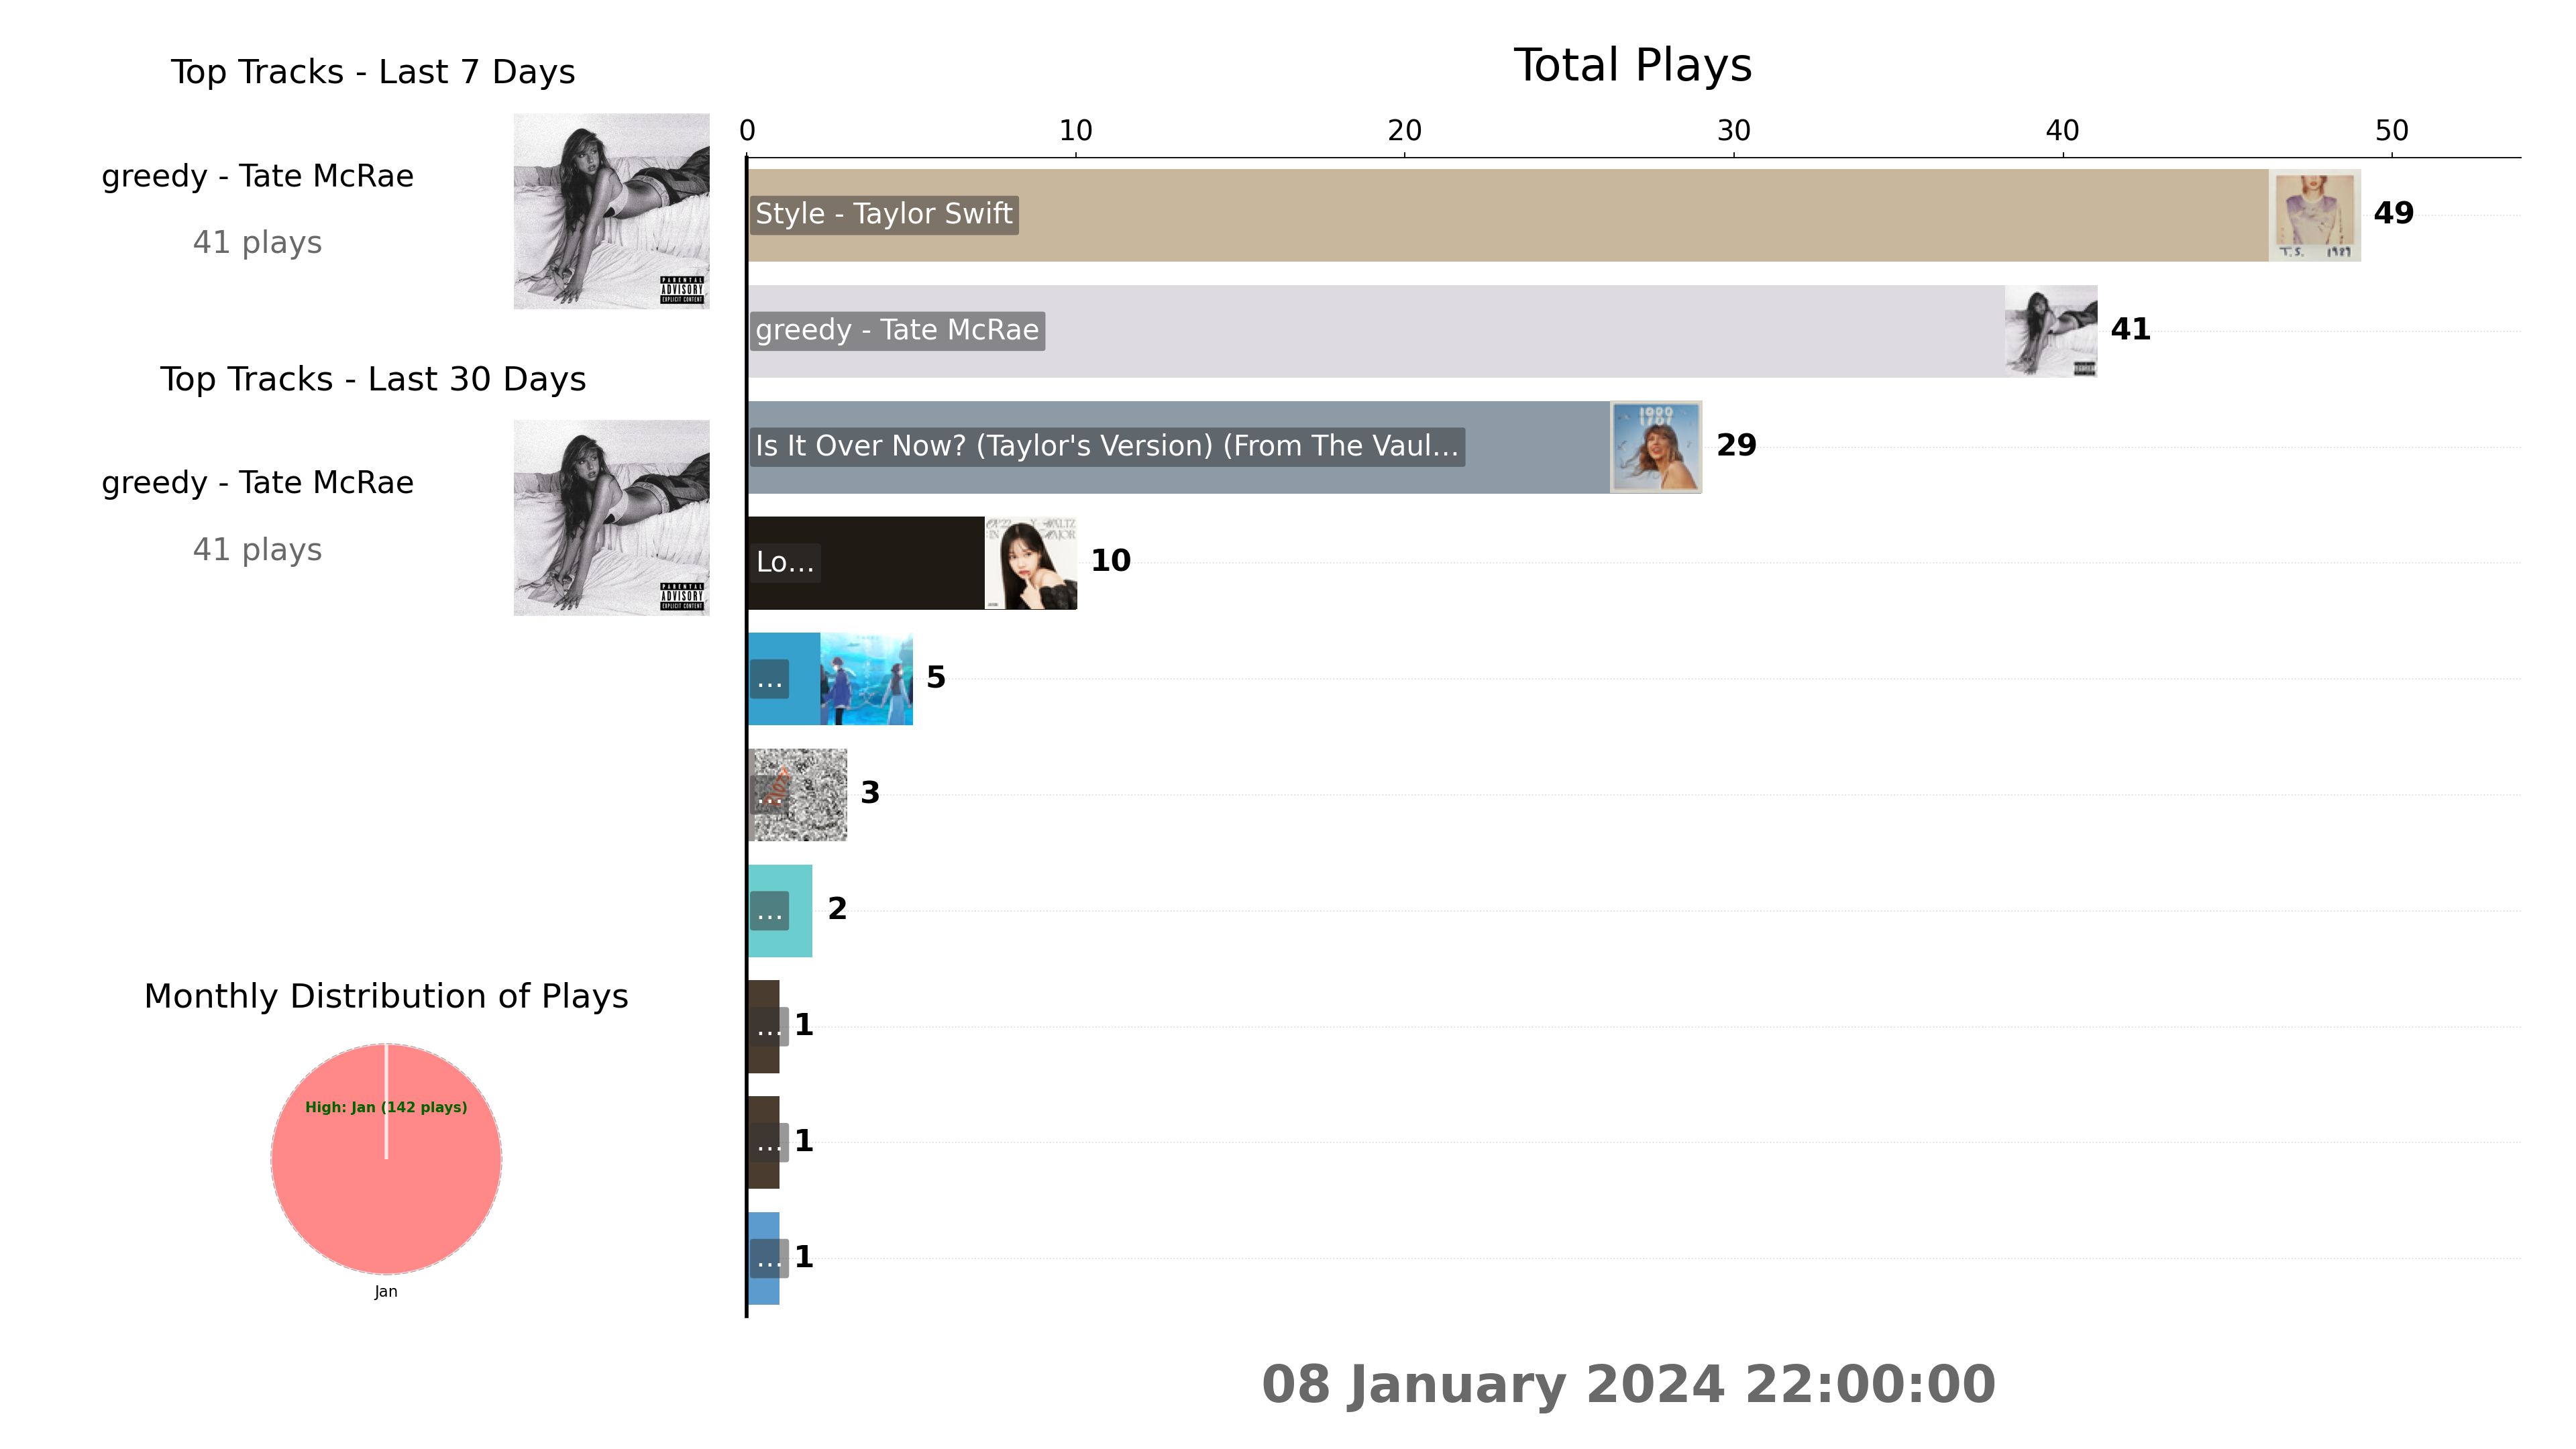 Top Tracks - Last 7 Days
greedy - Tate McRae
41 plays
PARENTAL
ADVISORY
EXPLICIT CONTENT
Top Tracks - Last 30 Days
greedy - Tate McRae
41 plays
PARENTAL
ADVISORY
EXPLICIT CONTENT
Monthly Distribution of Plays
High: Jan (142 plays)
Jan
Total Plays
0 10 20 30 40 50
Style - Taylor Swift
T.S. 1989
49
greedy - Tate McRae
41
Is It Over Now? (Taylor's Version) (From The Vaul...
29
Lo...
10
...
5
...
3
...
2
...
1
...
1
...
1
08 January 2024 22:00:00